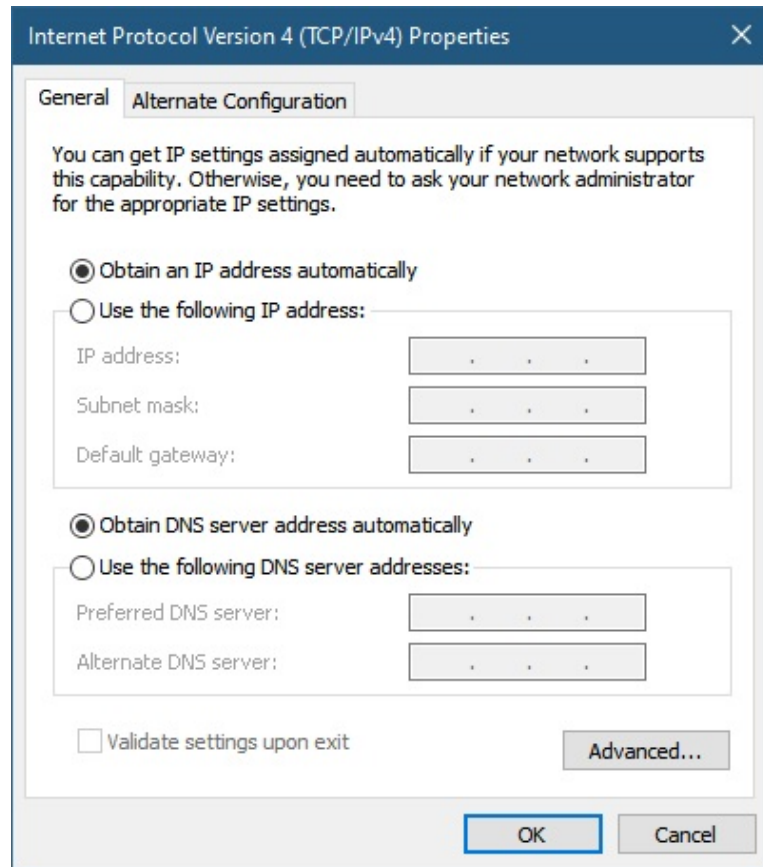 Internet Protocol Version 4 (TCP/IPv4) Properties
General
Alternate Configuration
You can get IP settings assigned automatically if your network supports
this capability. Otherwise, you need to ask your network administrator
for the appropriate IP settings.
Obtain an IP address automatically
Use the following IP address:
IP address:
Subnet mask:
Default gateway:
Obtain DNS server address automatically
Use the following DNS server addresses:
Preferred DNS server:
Alternate DNS server:
Validate settings upon exit
Advanced...
OK
Cancel